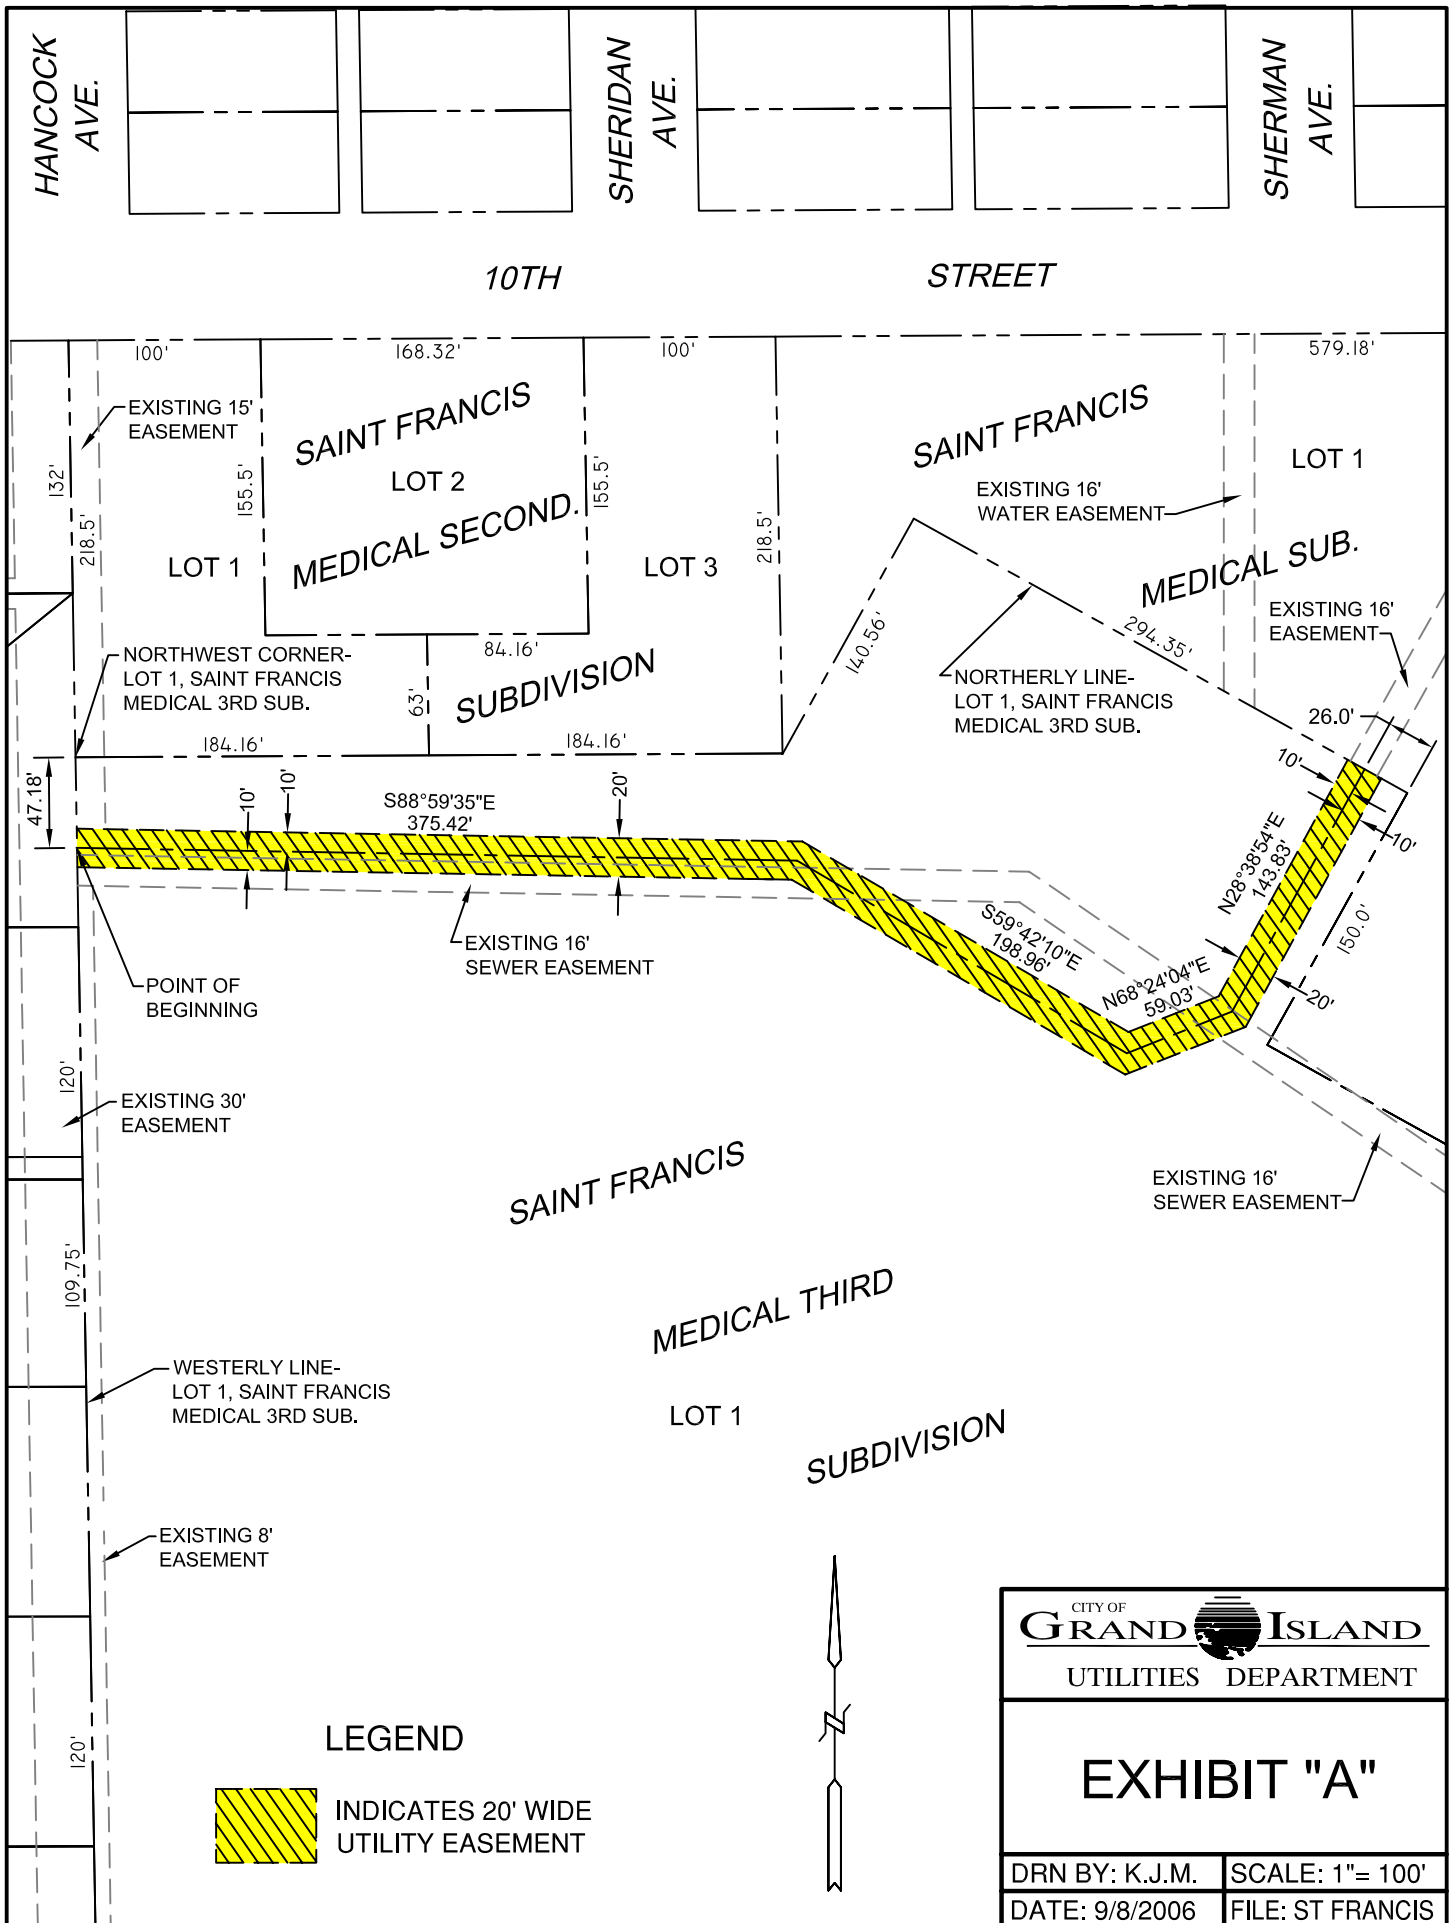 HANCOCK
AVE.
SHERIDAN
AVE.
SHERMAN
AVE.
10TH STREET
100'
168.32'
100'
579.18'
EXISTING 15'
EASEMENT
132'
218.5'
155.5'
155.5'
218.5'
SAINT FRANCIS
LOT 2
MEDICAL SECOND.
LOT 1
LOT 3
SUBDIVISION
84.16'
63'
184.16'
184.16'
SAINT FRANCIS
LOT 1
MEDICAL SUB.
EXISTING 16'
WATER EASEMENT
140.56'
294.35'
EXISTING 16'
EASEMENT
NORTHWEST CORNER-
LOT 1, SAINT FRANCIS
MEDICAL 3RD SUB.
NORTHERLY LINE-
LOT 1, SAINT FRANCIS
MEDICAL 3RD SUB.
26.0'
10'
10'
47.18'
10'
10'
S88°59'35"E
375.42'
20'
N28°38'54"E
143.83'
150.0'
S59°42'10"E
198.96'
N68°24'04"E
59.03'
20'
EXISTING 16'
SEWER EASEMENT
POINT OF
BEGINNING
120'
EXISTING 30'
EASEMENT
EXISTING 16'
SEWER EASEMENT
SAINT FRANCIS
MEDICAL THIRD
LOT 1
SUBDIVISION
109.75'
WESTERLY LINE-
LOT 1, SAINT FRANCIS
MEDICAL 3RD SUB.
EXISTING 8'
EASEMENT
120'
LEGEND
INDICATES 20' WIDE
UTILITY EASEMENT
CITY OF
GRAND ISLAND
UTILITIES DEPARTMENT
EXHIBIT "A"
DRN BY: K.J.M.
SCALE: 1"= 100'
DATE: 9/8/2006
FILE: ST FRANCIS